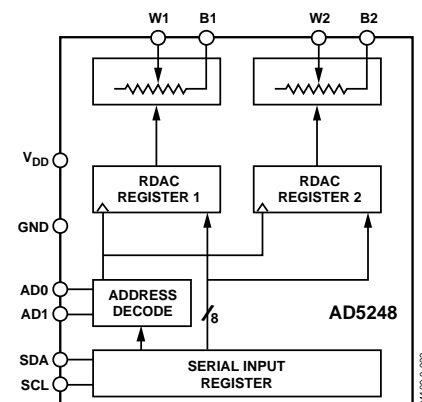 W1 B1 W2 B2
V_DD
RDAC
REGISTER 1
RDAC
REGISTER 2
GND
AD0
AD1
ADDRESS
DECODE
8
AD5248
SDA
SCL
SERIAL INPUT
REGISTER